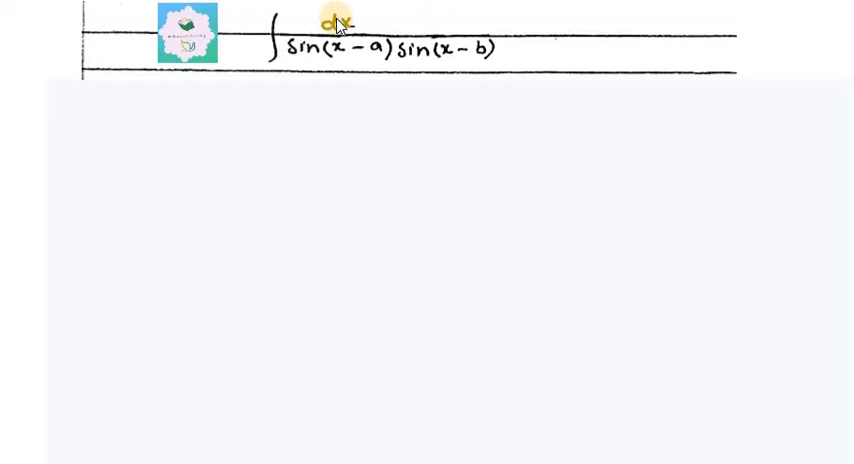 ∫ dx
sin(x - a) sin(x - b)